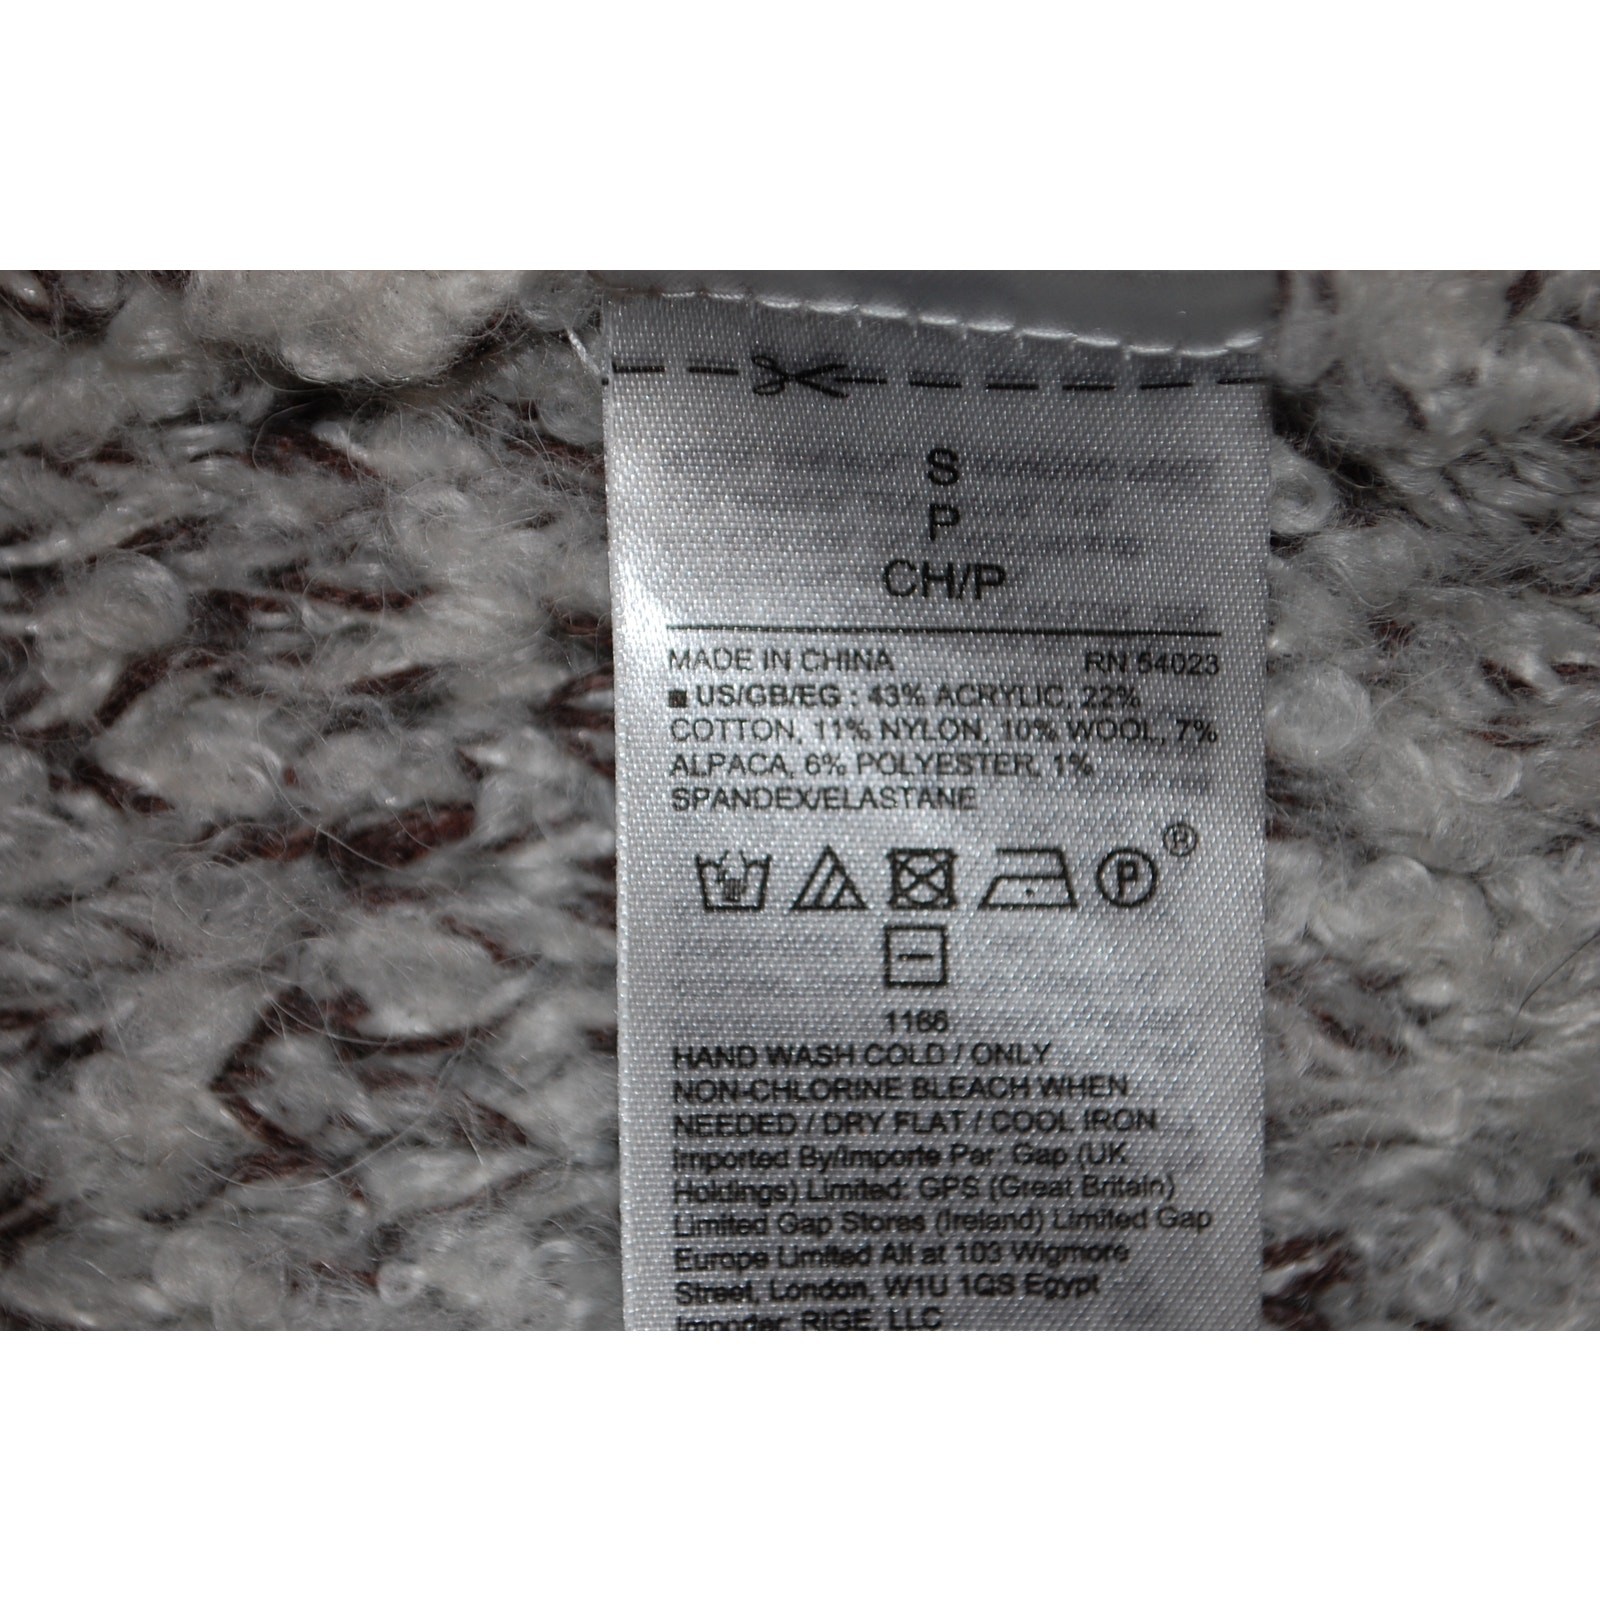 S
P
CH/P
MADE IN CHINA RN 54023
US/GB/EG : 43% ACRYLIC, 22%
COTTON, 11% NYLON, 10% WOOL, 7%
ALPACA, 6% POLYESTER, 1%
SPANDEX/ELASTANE
P ®
1166
HAND WASH COLD / ONLY
NON-CHLORINE BLEACH WHEN
NEEDED / DRY FLAT / COOL IRON
Imported By/Importe Par: Gap (UK
Holdings) Limited: GPS (Great Britain)
Limited Gap Stores (Ireland) Limited Gap
Europe Limited All at 103 Wigmore
Street, London, W1U 1QS Egypt
Importer: RIGE, LLC